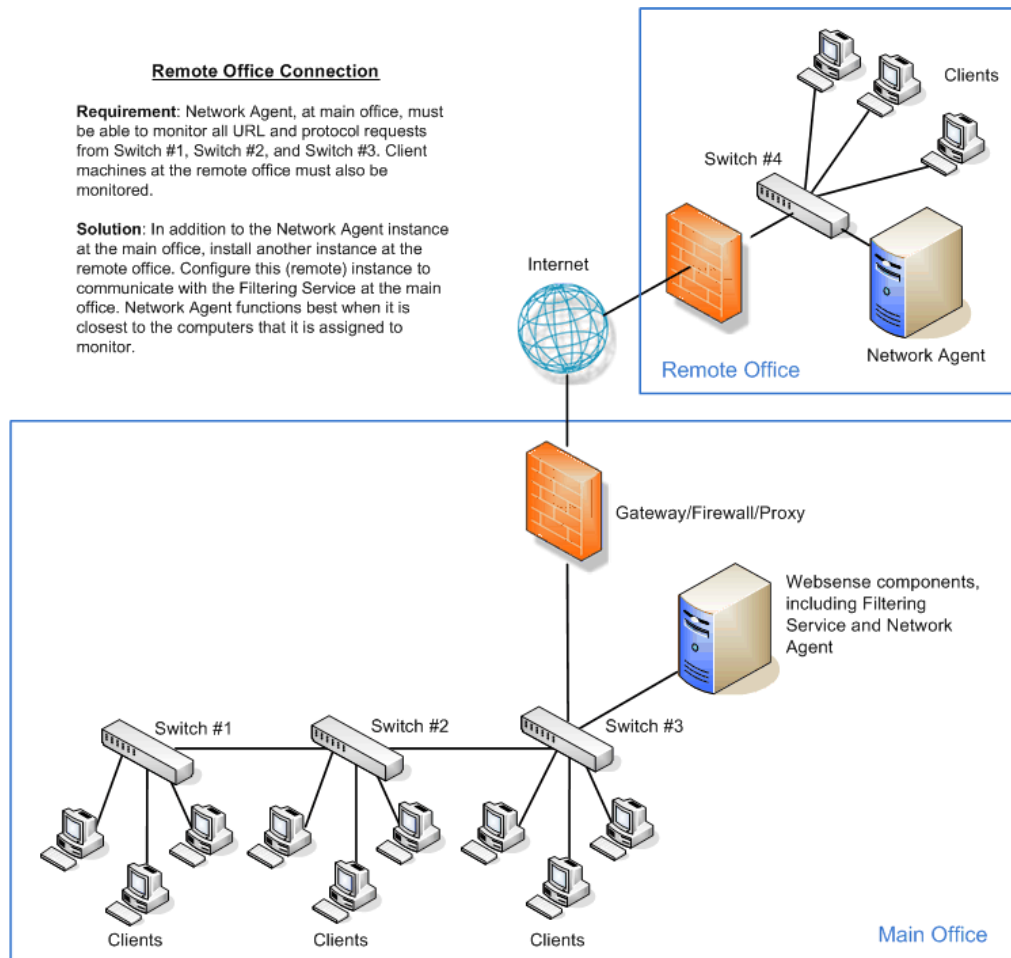 Remote Office Connection
Requirement: Network Agent, at main office, must
be able to monitor all URL and protocol requests
from Switch #1, Switch #2, and Switch #3. Client
machines at the remote office must also be
monitored.
Solution: In addition to the Network Agent instance
at the main office, install another instance at the
remote office. Configure this (remote) instance to
communicate with the Filtering Service at the main
office. Network Agent functions best when it is
closest to the computers that it is assigned to
monitor.
Clients
Switch #4
Internet
Network Agent
Remote Office
Gateway/Firewall/Proxy
Websense components,
including Filtering
Service and Network
Agent
Switch #1
Switch #2
Switch #3
Clients
Clients
Clients
Main Office